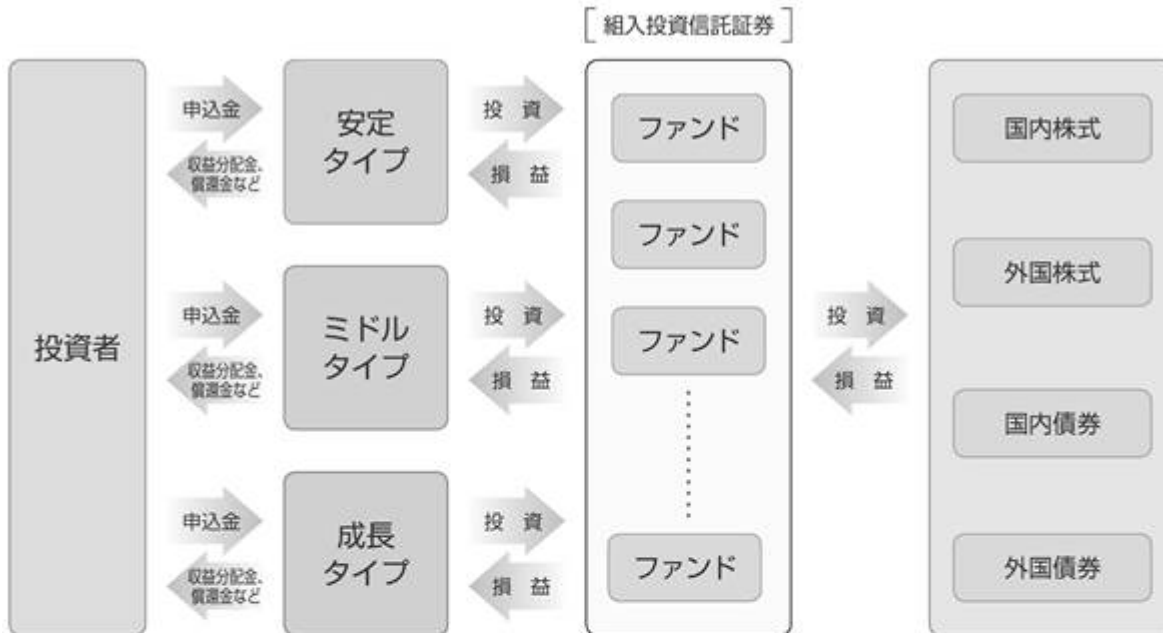 [組入投資信託証券]
投資者
申込金
収益分配金、
償還金など
安定
タイプ
投 資
損 益
申込金
収益分配金、
償還金など
ミドル
タイプ
投 資
損 益
申込金
収益分配金、
償還金など
成長
タイプ
投 資
損 益
ファンド
ファンド
ファンド
ファンド
投 資
損 益
国内株式
外国株式
国内債券
外国債券